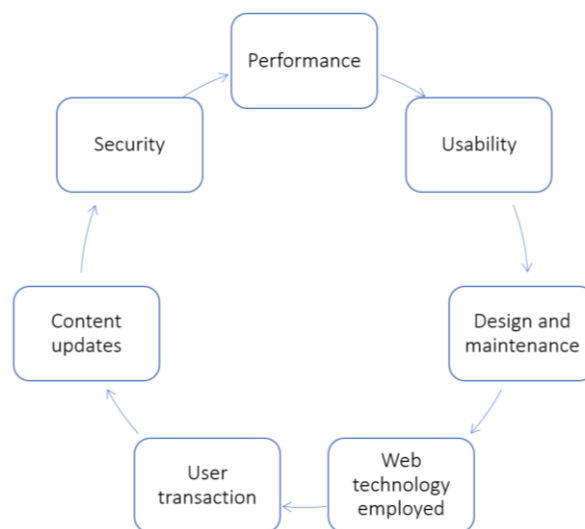 Performance
Usability
Design and
maintenance
Web
technology
employed
User
transaction
Content
updates
Security